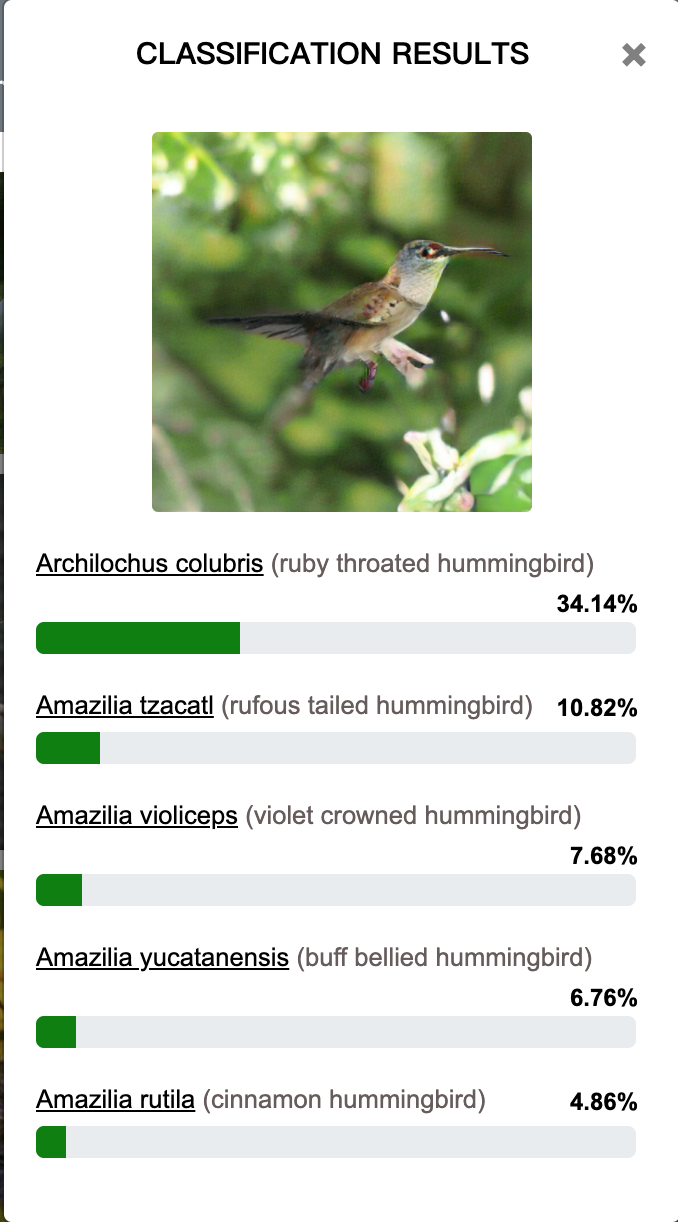 CLASSIFICATION RESULTS
Archilochus colubris (ruby throated hummingbird)
34.14%
Amazilia tzacatl (rufous tailed hummingbird) 10.82%
Amazilia violiceps (violet crowned hummingbird)
7.68%
Amazilia yucatanensis (buff bellied hummingbird)
6.76%
Amazilia rutila (cinnamon hummingbird) 4.86%